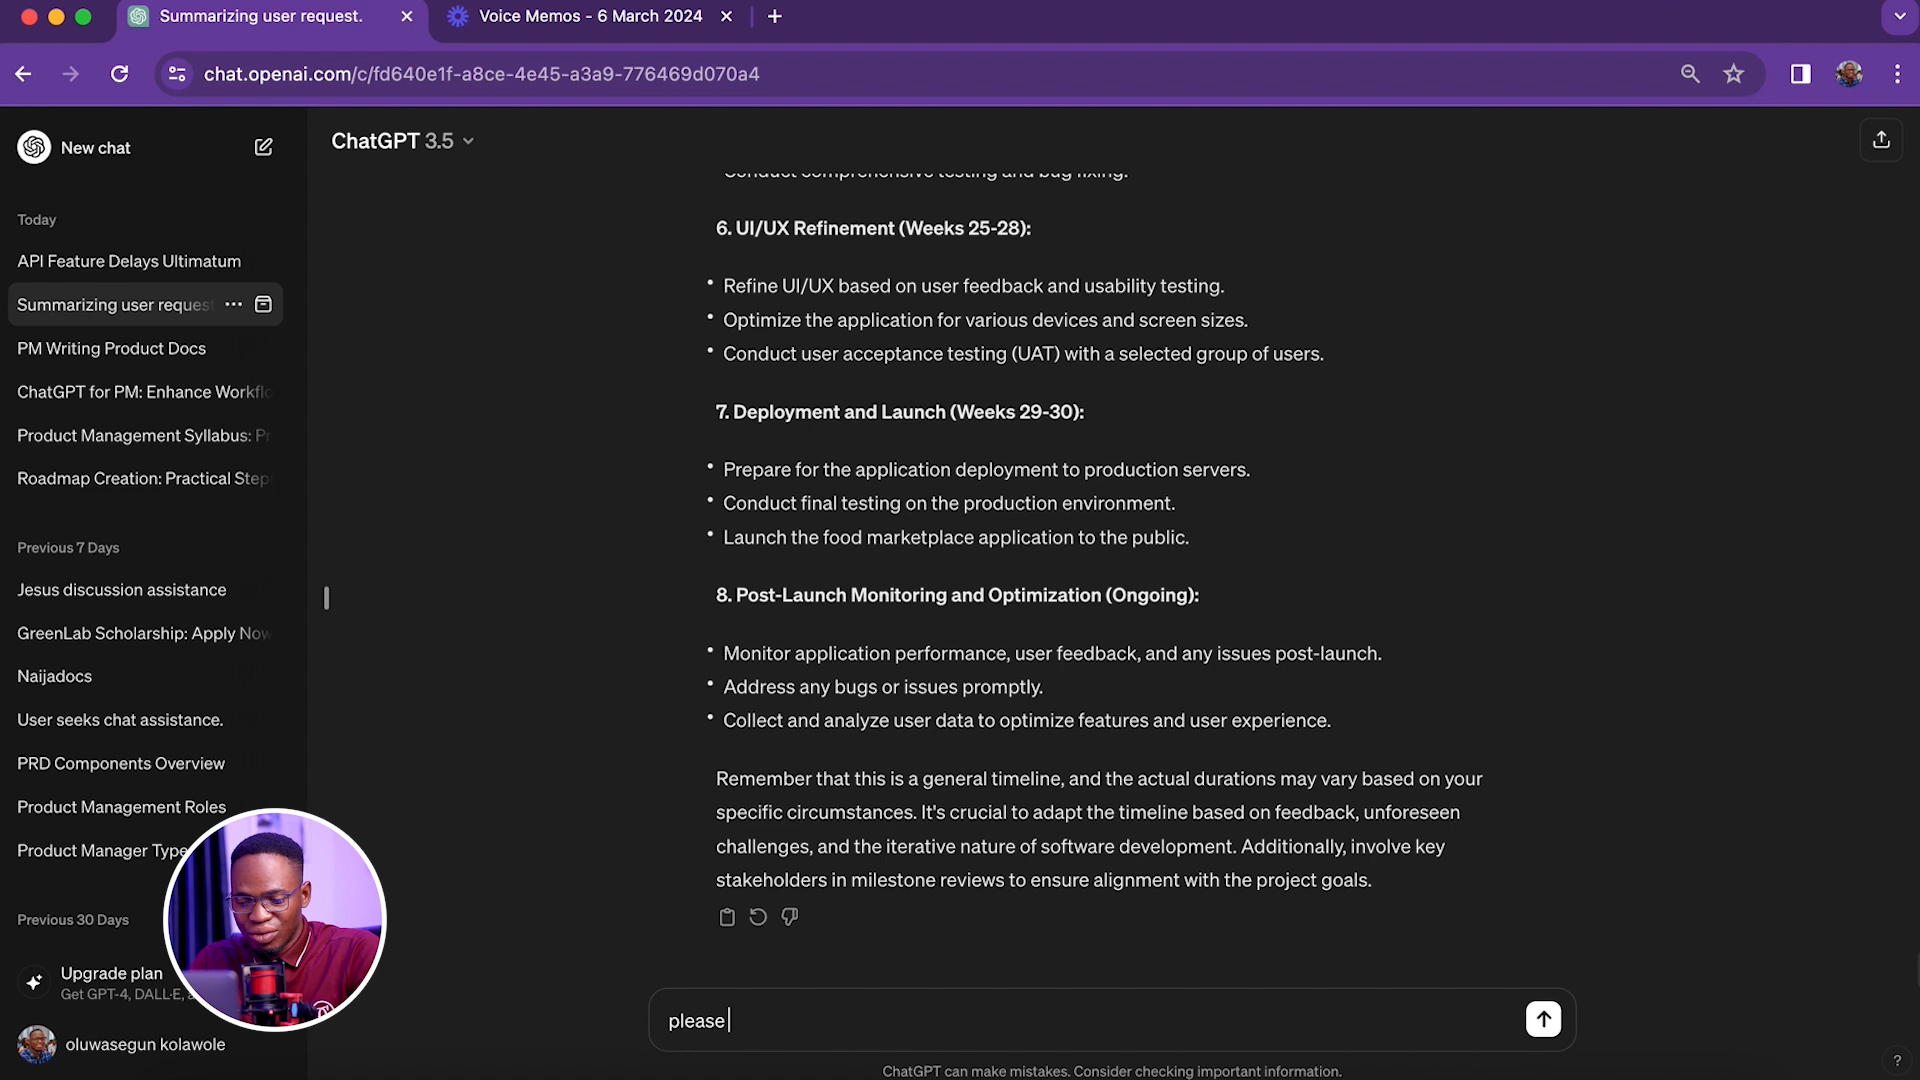 Summarizing user request.
Voice Memos - 6 March 2024
chat.openai.com/c/fd640e1f-a8ce-4e45-a3a9-776469d070a4
New chat
ChatGPT 3.5
Today
API Feature Delays Ultimatum
Summarizing user request
PM Writing Product Docs
ChatGPT for PM: Enhance Workflo
Product Management Syllabus: Pr
Roadmap Creation: Practical Step
Previous 7 Days
Jesus discussion assistance
GreenLab Scholarship: Apply Now
Naijadocs
User seeks chat assistance.
PRD Components Overview
Product Management Roles
Product Manager Type
Previous 30 Days
Upgrade plan
Get GPT-4, DALL·E,
oluwasegun kolawole
Conduct comprehensive testing and bug fixing.
6. UI/UX Refinement (Weeks 25-28):
• Refine UI/UX based on user feedback and usability testing.
• Optimize the application for various devices and screen sizes.
• Conduct user acceptance testing (UAT) with a selected group of users.
7. Deployment and Launch (Weeks 29-30):
• Prepare for the application deployment to production servers.
• Conduct final testing on the production environment.
• Launch the food marketplace application to the public.
8. Post-Launch Monitoring and Optimization (Ongoing):
• Monitor application performance, user feedback, and any issues post-launch.
• Address any bugs or issues promptly.
• Collect and analyze user data to optimize features and user experience.
Remember that this is a general timeline, and the actual durations may vary based on your
specific circumstances. It's crucial to adapt the timeline based on feedback, unforeseen
challenges, and the iterative nature of software development. Additionally, involve key
stakeholders in milestone reviews to ensure alignment with the project goals.
please
ChatGPT can make mistakes. Consider checking important information.
?